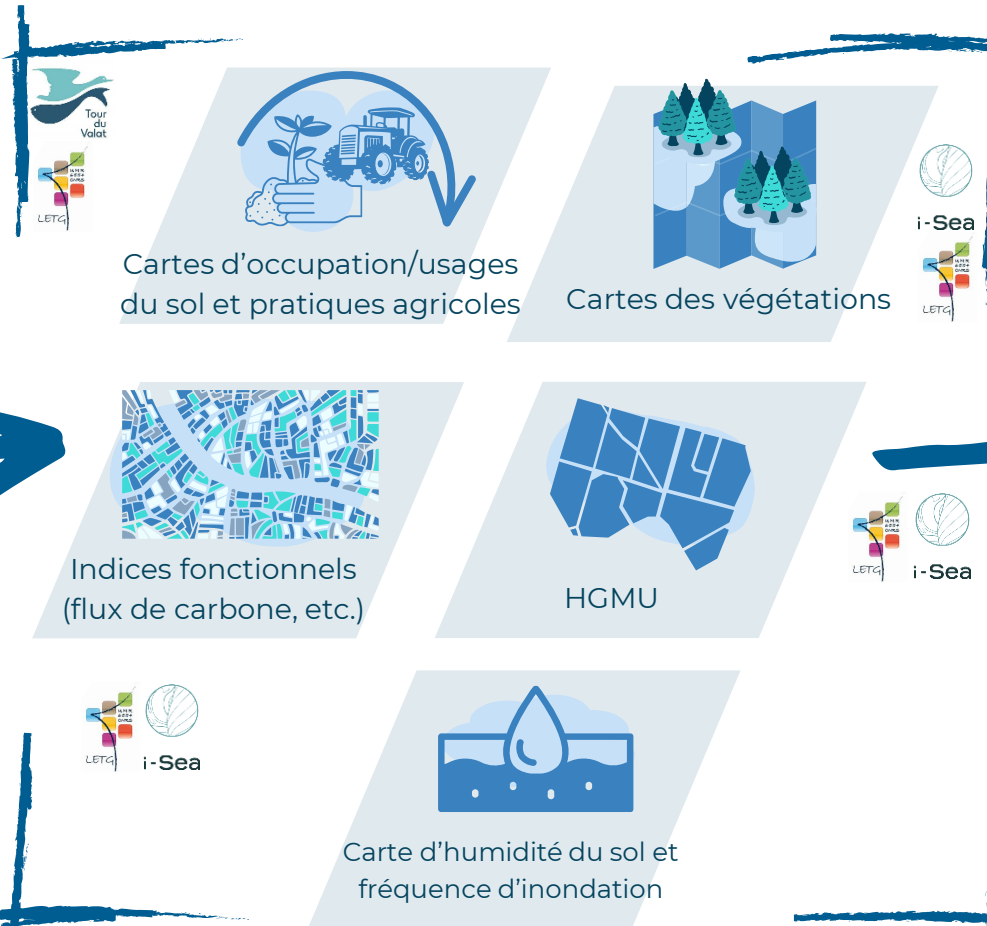 Tour
du
Valat
LETG
Cartes d’occupation/usages
du sol et pratiques agricoles
Cartes des végétations
i-Sea
LETG
Indices fonctionnels
(flux de carbone, etc.)
HGMU
LETG
i-Sea
LETG
i-Sea
Carte d’humidité du sol et
fréquence d’inondation